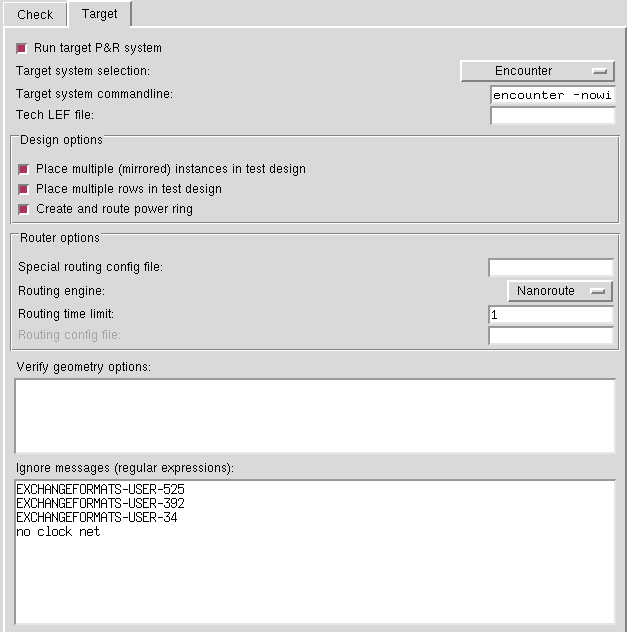 Check Target
Run target P&R system
Target system selection: Encounter
Target system commandline: encounter -nowi
Tech LEF file:
Design options
Place multiple (mirrored) instances in test design
Place multiple rows in test design
Create and route power ring
Router options
Special routing config file:
Routing engine: Nanoroute
Routing time limit: 1
Routing config file:
Verify geometry options:
Ignore messages (regular expressions):
EXCHANGEFORMATS-USER-525
EXCHANGEFORMATS-USER-392
EXCHANGEFORMATS-USER-34
no clock net